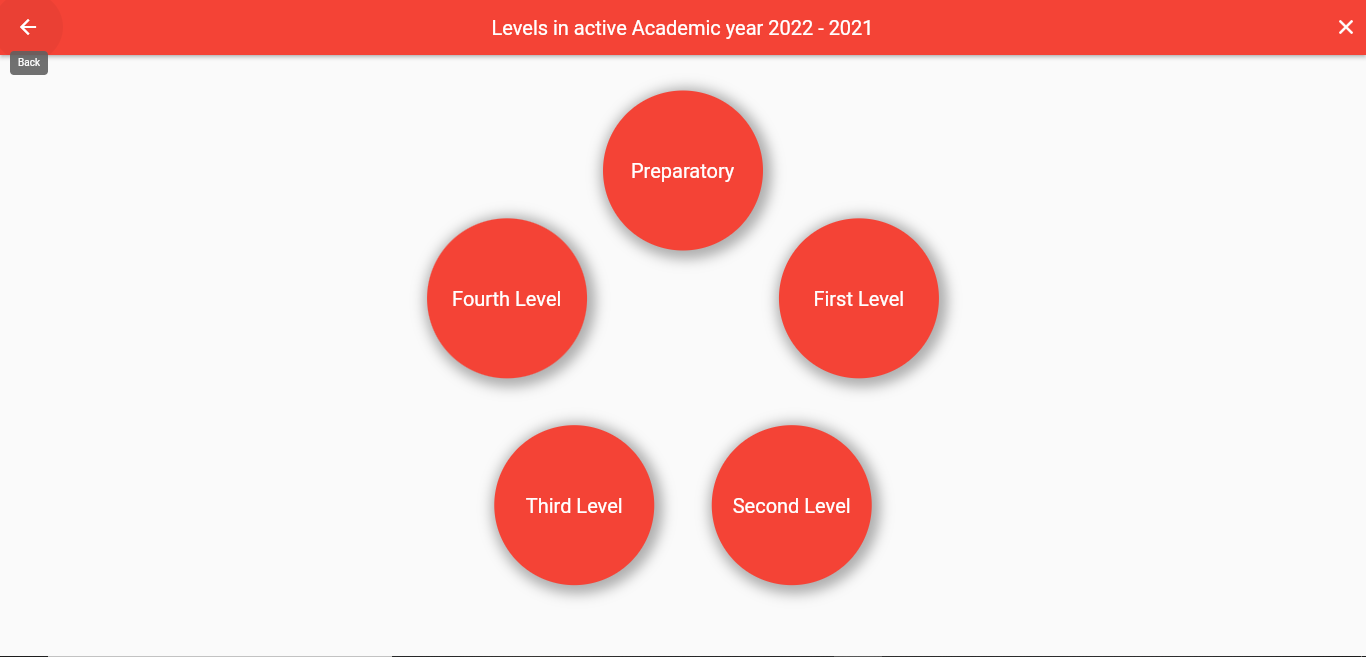 Levels in active Academic year 2022 - 2021
Back
Preparatory
Fourth Level
First Level
Third Level
Second Level